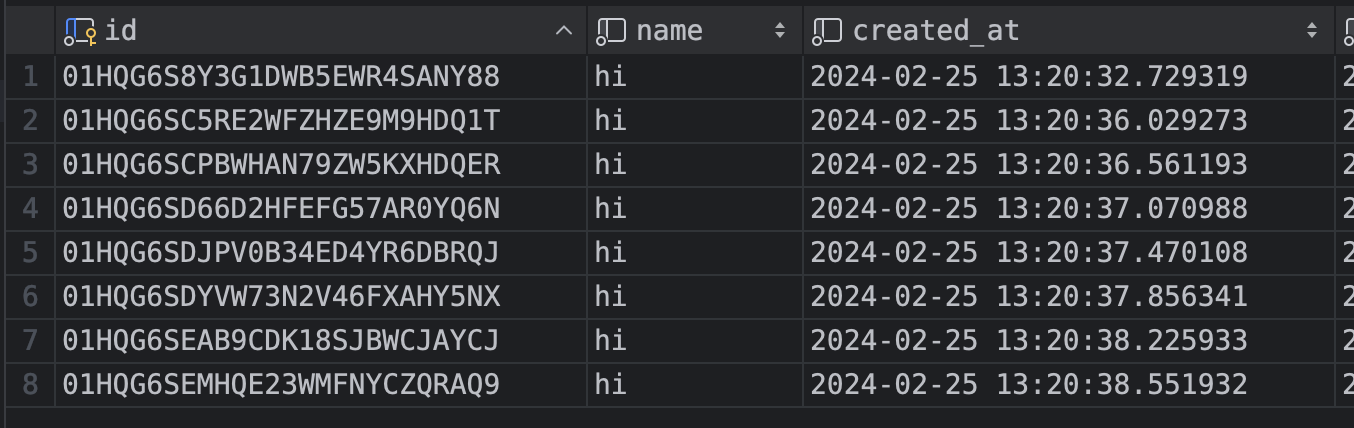 id name created_at
1 01HQG6S8Y3G1DWB5EWR4SANY88 hi 2024-02-25 13:20:32.729319 2
2 01HQG6SC5RE2WFZHZE9M9HDQ1T hi 2024-02-25 13:20:36.029273 2
3 01HQG6SCPBWHAN79ZW5KXHDQER hi 2024-02-25 13:20:36.561193 2
4 01HQG6SD66D2HFEFG57AR0YQ6N hi 2024-02-25 13:20:37.070988 2
5 01HQG6SDJPV0B34ED4YR6DBRQJ hi 2024-02-25 13:20:37.470108 2
6 01HQG6SDYVW73N2V46FXAHY5NX hi 2024-02-25 13:20:37.856341 2
7 01HQG6SEAB9CDK18SJBWCJAYCJ hi 2024-02-25 13:20:38.225933 2
8 01HQG6SEMHQE23WMFNYCZQRAQ9 hi 2024-02-25 13:20:38.551932 2